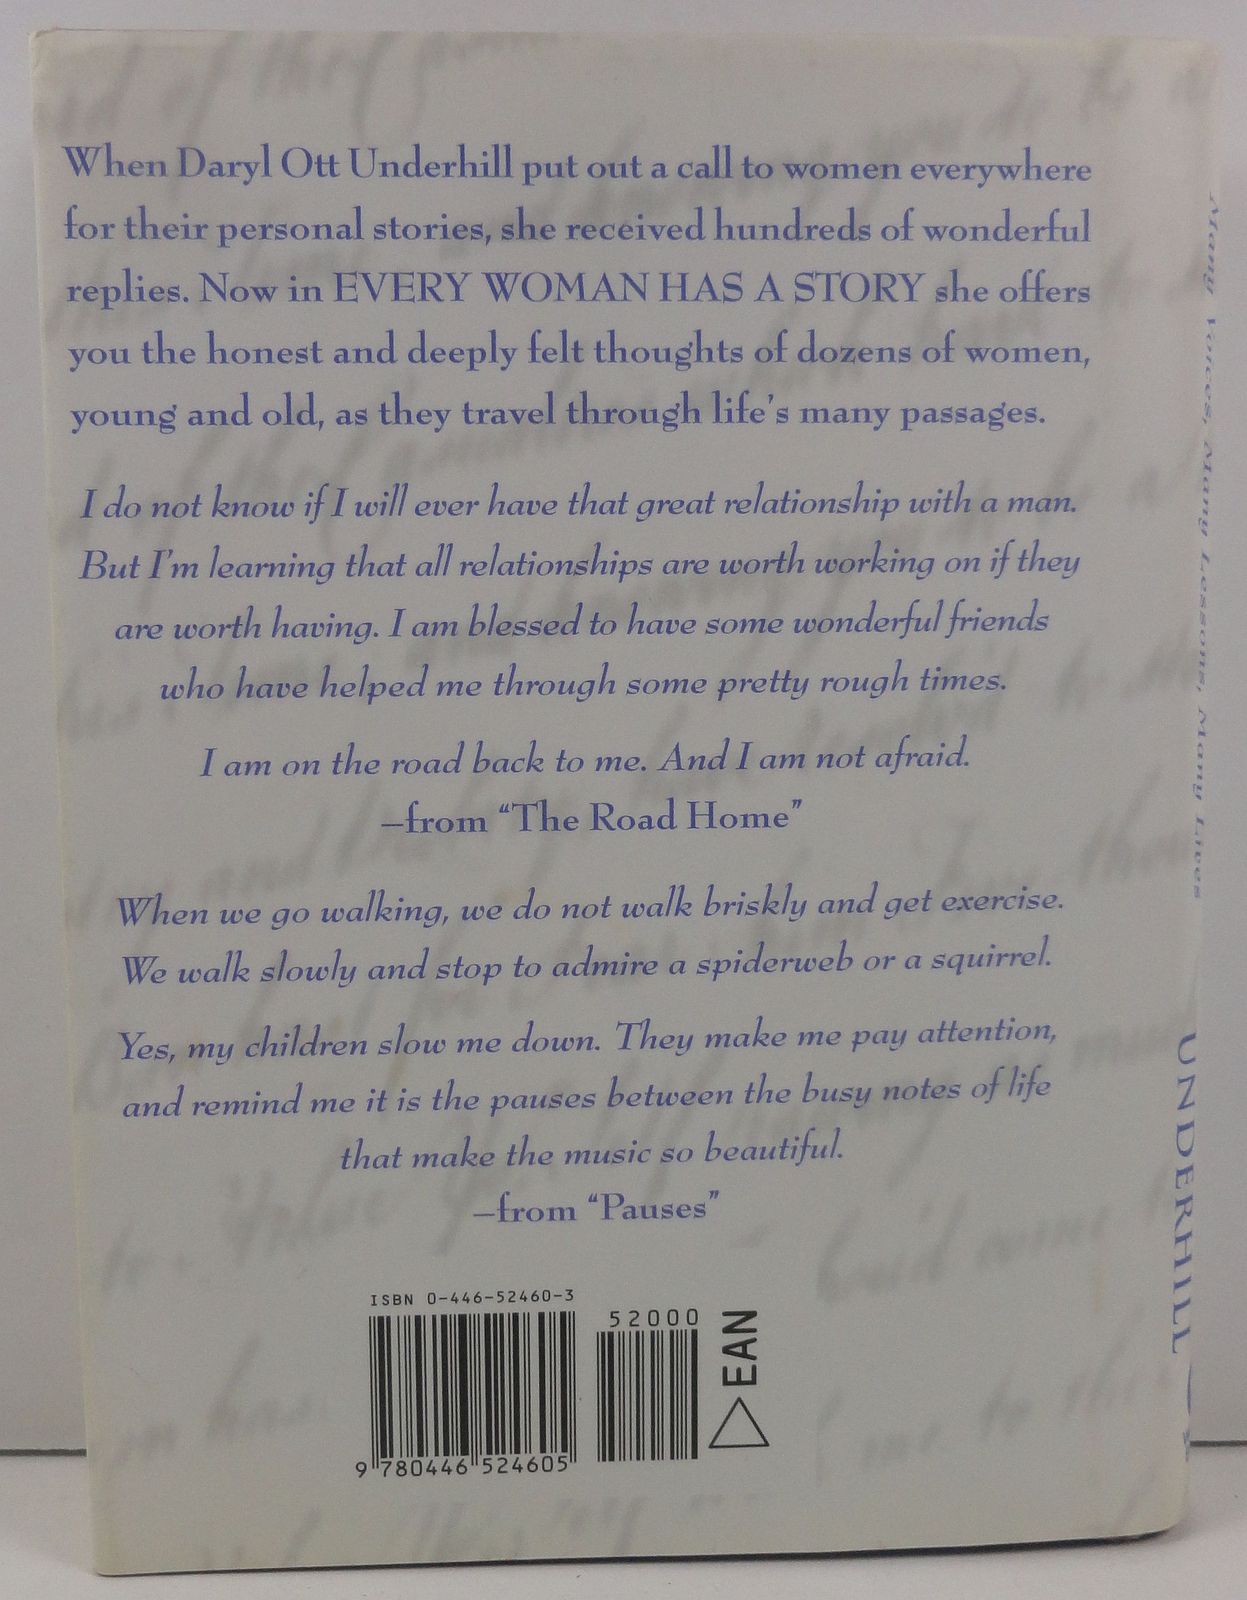 When Daryl Ott Underhill put out a call to women everywhere
for their personal stories, she received hundreds of wonderful
replies. Now in EVERY WOMAN HAS A STORY she offers
you the honest and deeply felt thoughts of dozens of women,
young and old, as they travel through life's many passages.
I do not know if I will ever have that great relationship with a man.
But I'm learning that all relationships are worth working on if they
are worth having. I am blessed to have some wonderful friends
who have helped me through some pretty rough times.
I am on the road back to me. And I am not afraid.
—from “The Road Home”
When we go walking, we do not walk briskly and get exercise.
We walk slowly and stop to admire a spiderweb or a squirrel.
Yes, my children slow me down. They make me pay attention,
and remind me it is the pauses between the busy notes of life
that make the music so beautiful.
—from “Pauses”
ISBN 0-446-52460-3
52000
EAN
9 780446 524605
Many Voices, Many Lessons, Many Lives
UNDERHILL